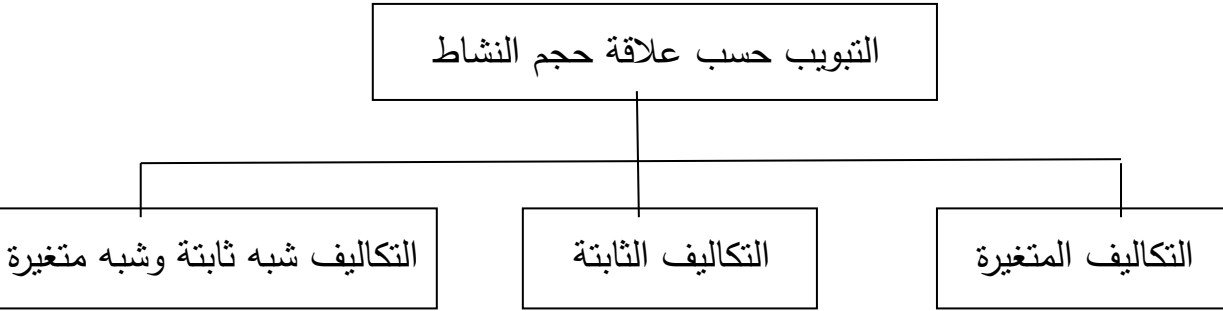 التبويب حسب علاقة حجم النشاط
التكاليف المتغيرة
التكاليف الثابتة
التكاليف شبه ثابتة وشبه متغيرة